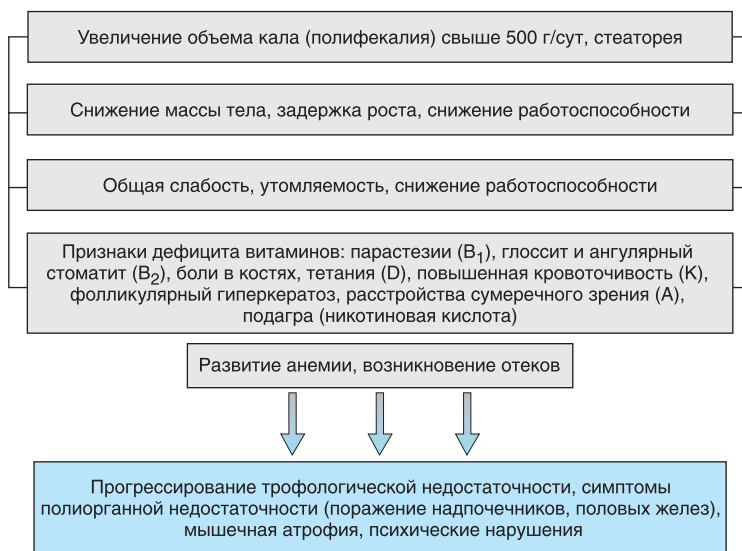 Увеличение объема кала (полифекалия) свыше 500 г/сут, стеаторея
Снижение массы тела, задержка роста, снижение работоспособности
Общая слабость, утомляемость, снижение работоспособности
Признаки дефицита витаминов: парастезии (B₁), глоссит и ангулярный
стоматит (B₂), боли в костях, тетания (D), повышенная кровоточивость (K),
фолликулярный гиперкератоз, расстройства сумеречного зрения (A),
подагра (никотиновая кислота)
Развитие анемии, возникновение отеков
Прогрессирование трофологической недостаточности, симптомы
полиорганной недостаточности (поражение надпочечников, половых желез),
мышечная атрофия, психические нарушения